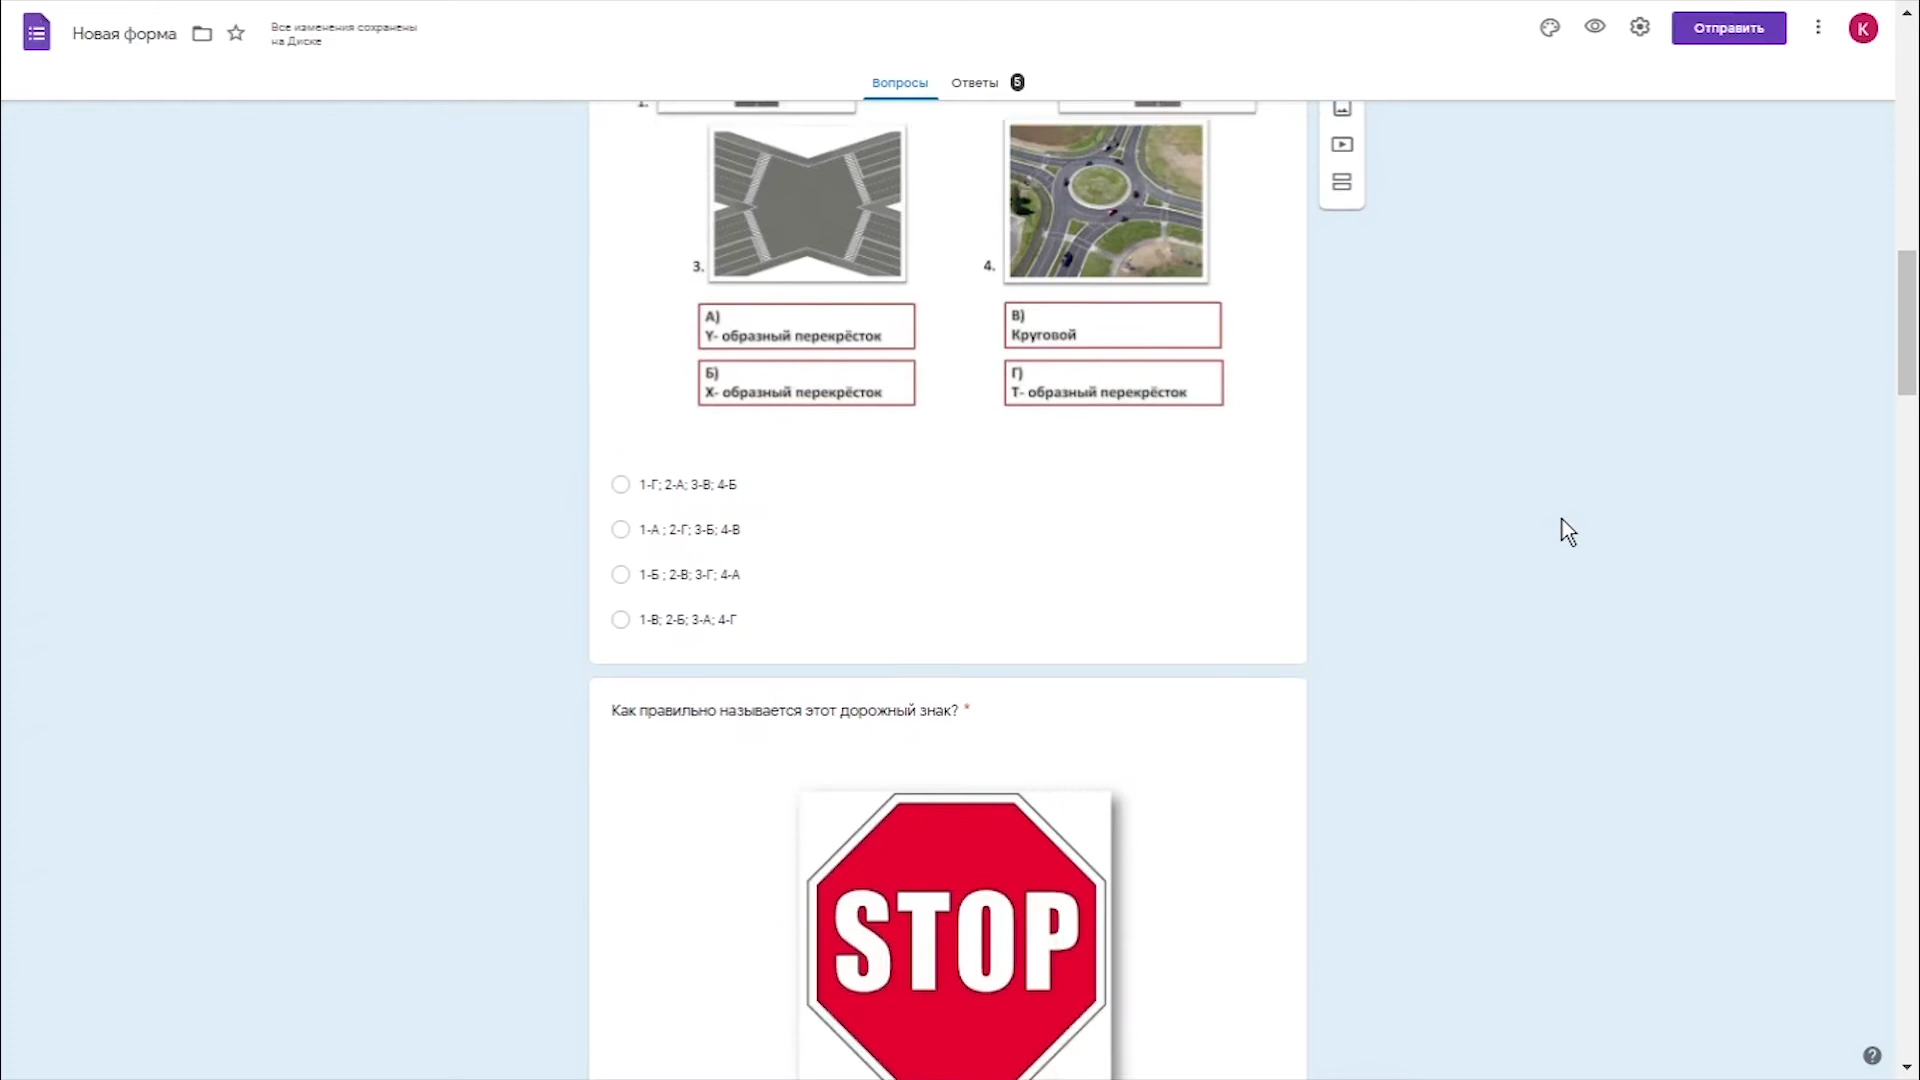 Новая форма
Все изменения сохранены
на Диске
Отправить
К
Вопросы
Ответы 5
3.
4.
А)
Y- образный перекрёсток
В)
Круговой
Б)
Х- образный перекрёсток
Г)
Т- образный перекрёсток
1-Г; 2-А; 3-В; 4-Б
1-А ; 2-Г; 3-Б; 4-В
1-Б ; 2-В; 3-Г; 4-А
1-В; 2-Б; 3-А; 4-Г
Как правильно называется этот дорожный знак? *
STOP